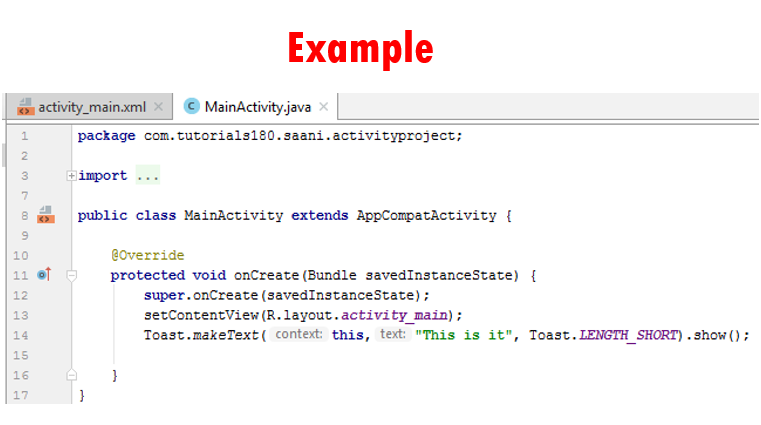 Example
activity_main.xml × MainActivity.java ×
1 package com.tutorials180.saani.activityproject;
2
3 import ...
7
8 public class MainActivity extends AppCompatActivity {
9
10 @Override
11 protected void onCreate(Bundle savedInstanceState) {
12 super.onCreate(savedInstanceState);
13 setContentView(R.layout.activity_main);
14 Toast.makeText( context: this, text: "This is it", Toast.LENGTH_SHORT).show();
15
16 }
17 }